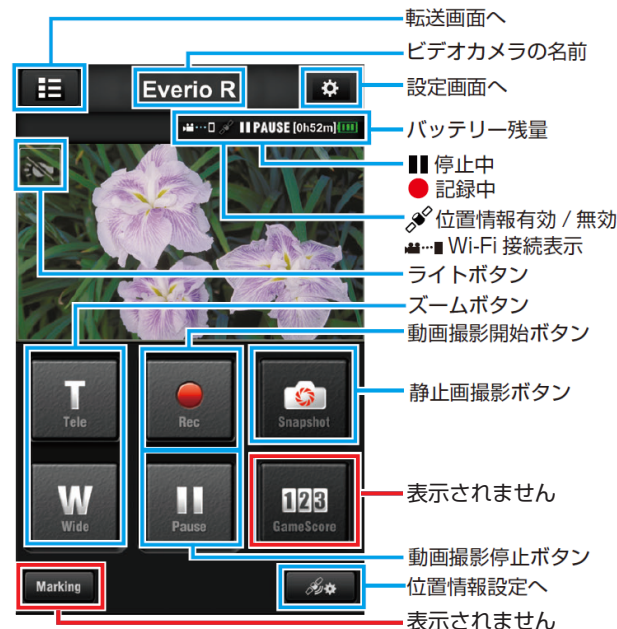 転送画面へ
ビデオカメラの名前
Everio R
設定画面へ
PAUSE [0h52m]
バッテリー残量
停止中
記録中
位置情報有効 / 無効
Wi-Fi 接続表示
ライトボタン
ズームボタン
動画撮影開始ボタン
T
Tele
Rec
Snapshot
静止画撮影ボタン
W
Wide
Pause
123
GameScore
表示されません
動画撮影停止ボタン
Marking
位置情報設定へ
表示されません